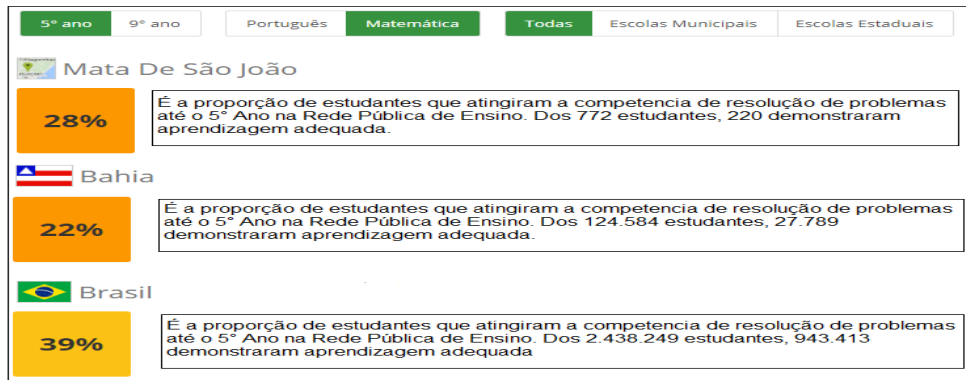 5º ano 9º ano Português Matemática Todas Escolas Municipais Escolas Estaduais
Mata De São João
28%
É a proporção de estudantes que atingiram a competencia de resolução de problemas
até o 5° Ano na Rede Pública de Ensino. Dos 772 estudantes, 220 demonstraram
aprendizagem adequada.
Bahia
22%
É a proporção de estudantes que atingiram a competencia de resolução de problemas
até o 5° Ano na Rede Pública de Ensino. Dos 124.584 estudantes, 27.789
demonstraram aprendizagem adequada.
Brasil
39%
É a proporção de estudantes que atingiram a competencia de resolução de problemas
até o 5° Ano na Rede Pública de Ensino. Dos 2.438.249 estudantes, 943.413
demonstraram aprendizagem adequada